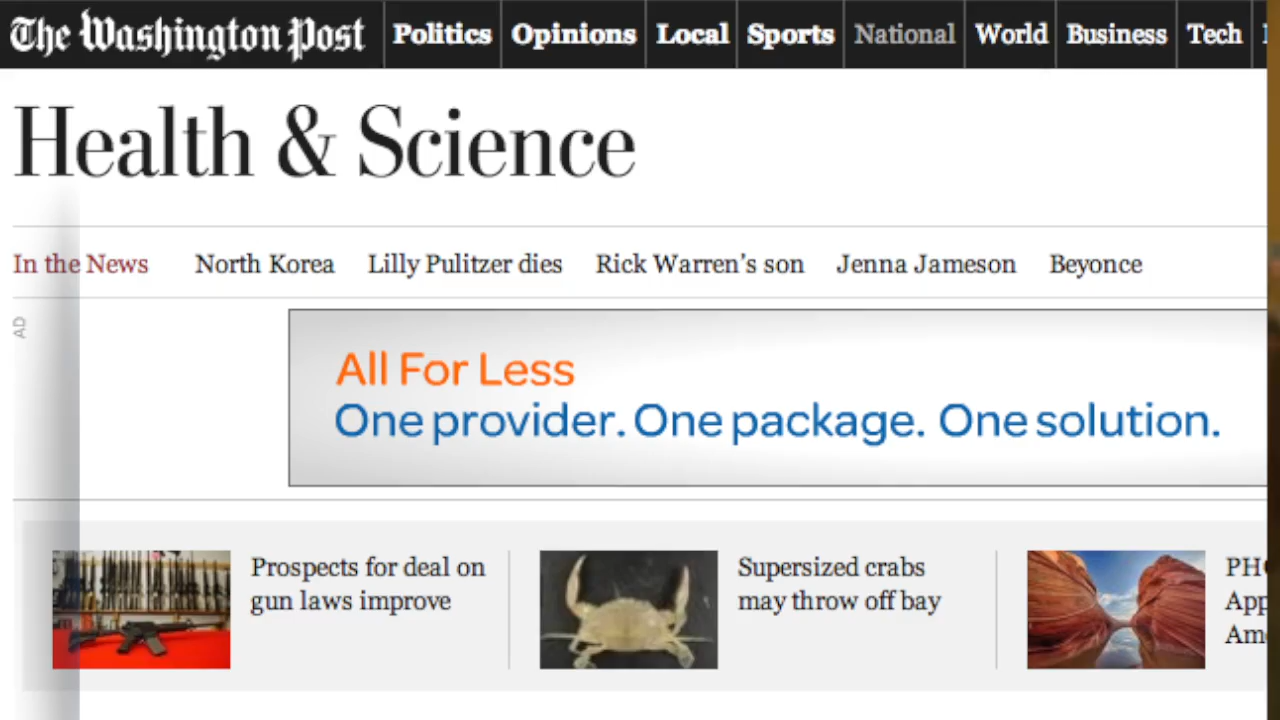 The Washington Post Politics Opinions Local Sports National World Business Tech
Health & Science
In the News North Korea Lilly Pulitzer dies Rick Warren's son Jenna Jameson Beyonce
AD
All For Less
One provider. One package. One solution.
Prospects for deal on
gun laws improve
Supersized crabs
may throw off bay